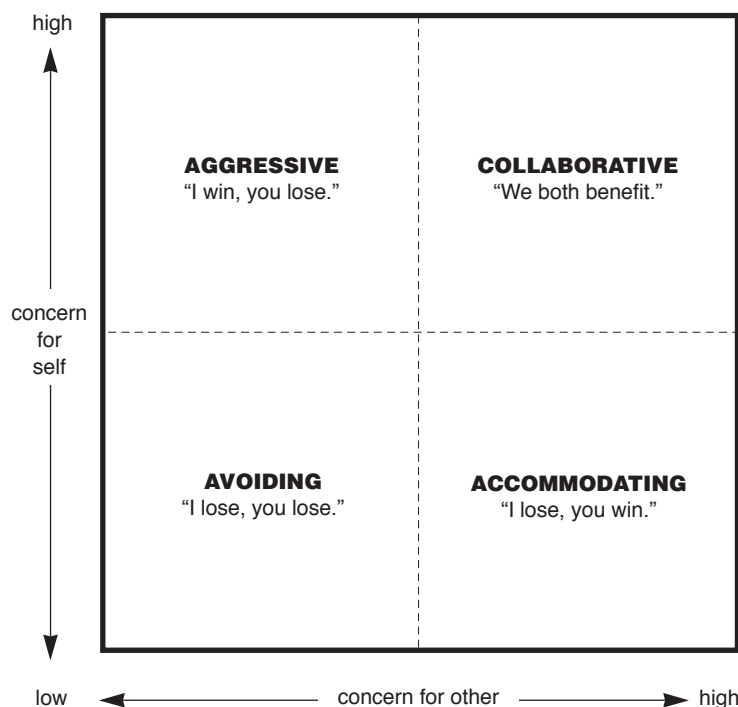 high
AGGRESSIVE
“I win, you lose.”
COLLABORATIVE
“We both benefit.”
concern
for
self
AVOIDING
“I lose, you lose.”
ACCOMMODATING
“I lose, you win.”
low
concern for other
high